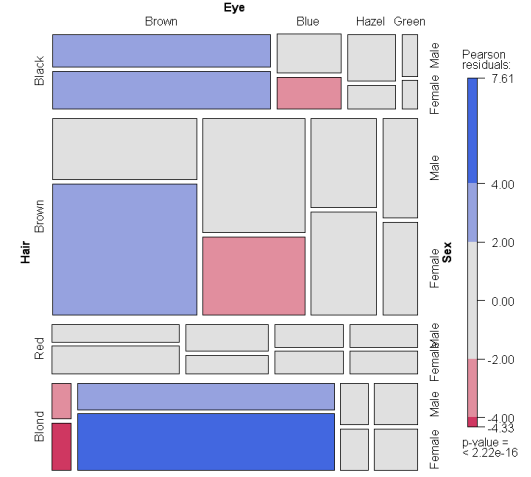 Eye
Brown Blue Hazel Green
Black
Male
Female
Pearson
residuals:
7.61
4.00
2.00
0.00
-2.00
-4.00
-4.33
p-value =
< 2.22e-16
Hair
Brown
Male
Female
Sex
Red
Male
Female
Blond
Male
Female